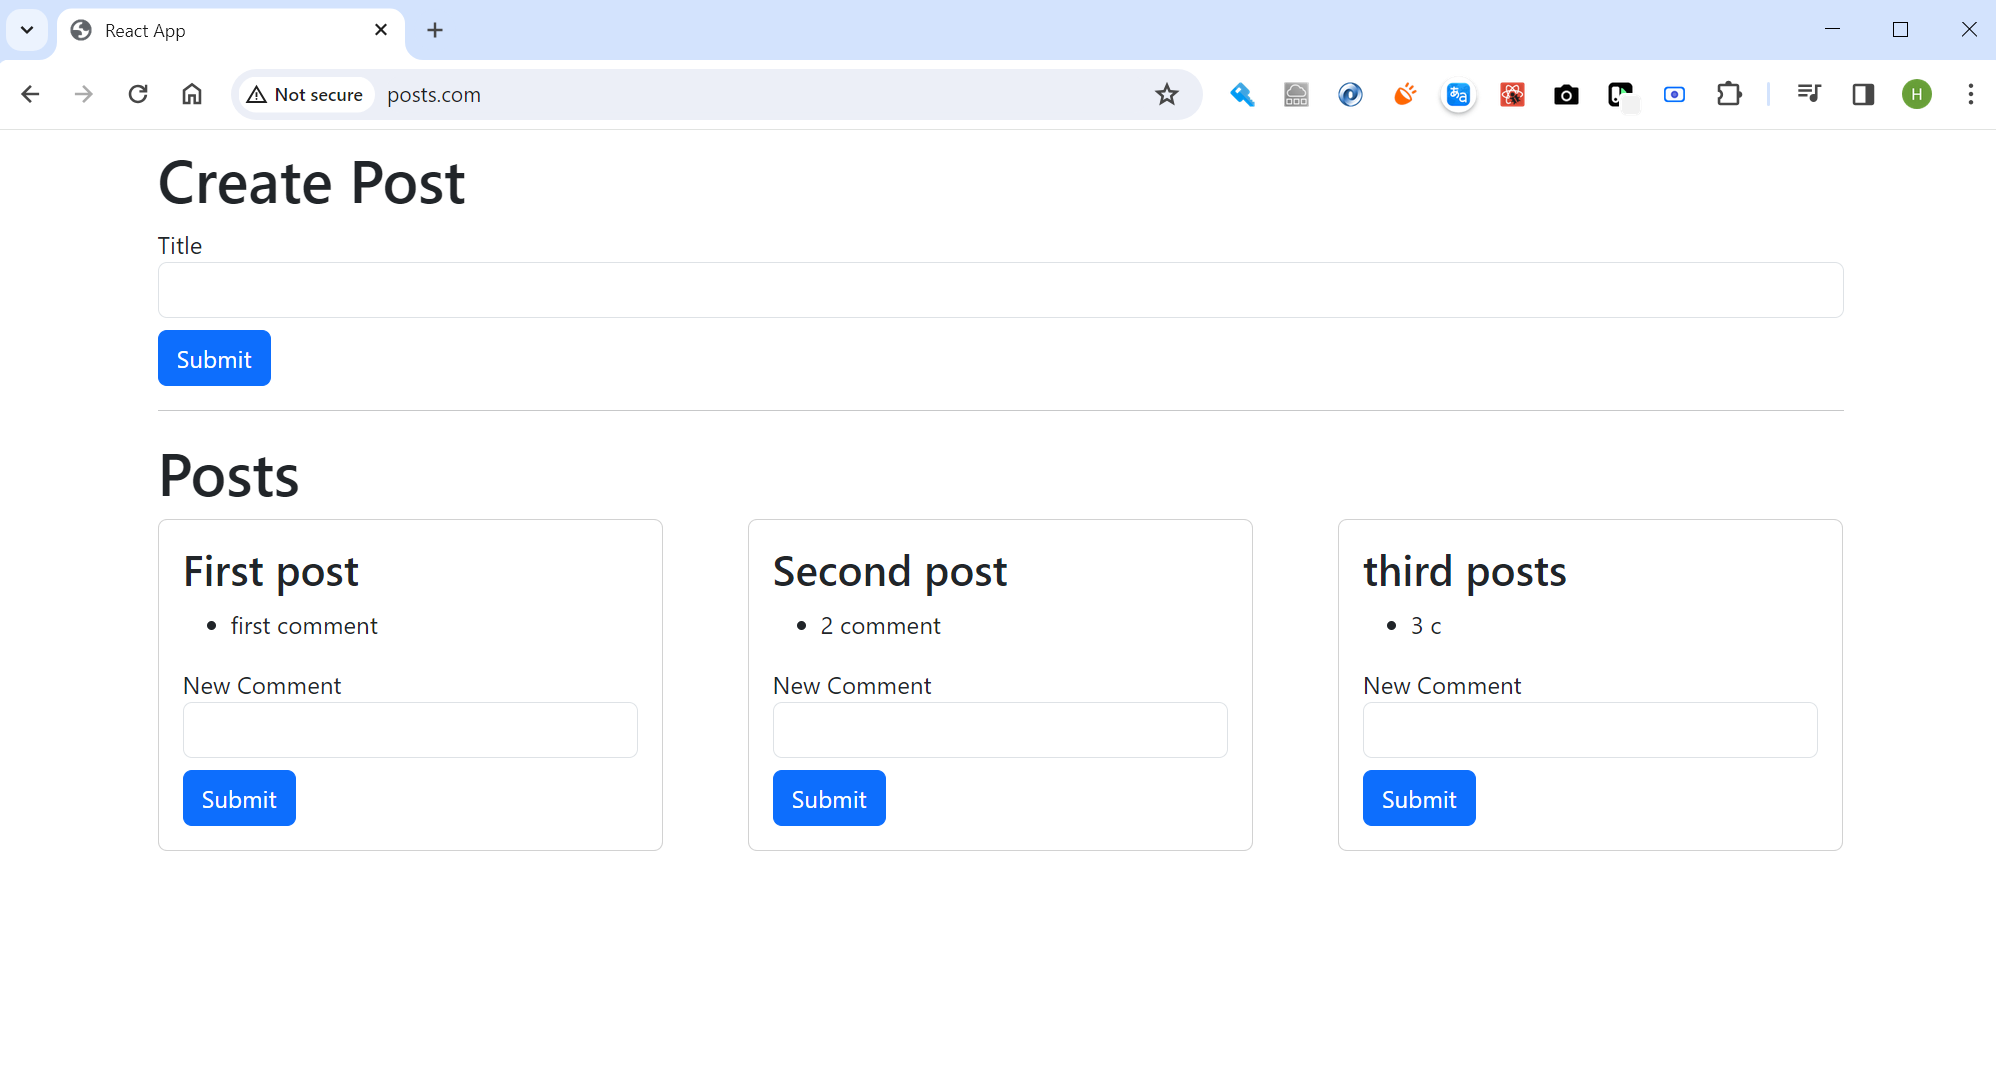 React App
Not secure
posts.com
H
Create Post
Title
Submit
Posts
First post
first comment
New Comment
Submit
Second post
2 comment
New Comment
Submit
third posts
3 c
New Comment
Submit